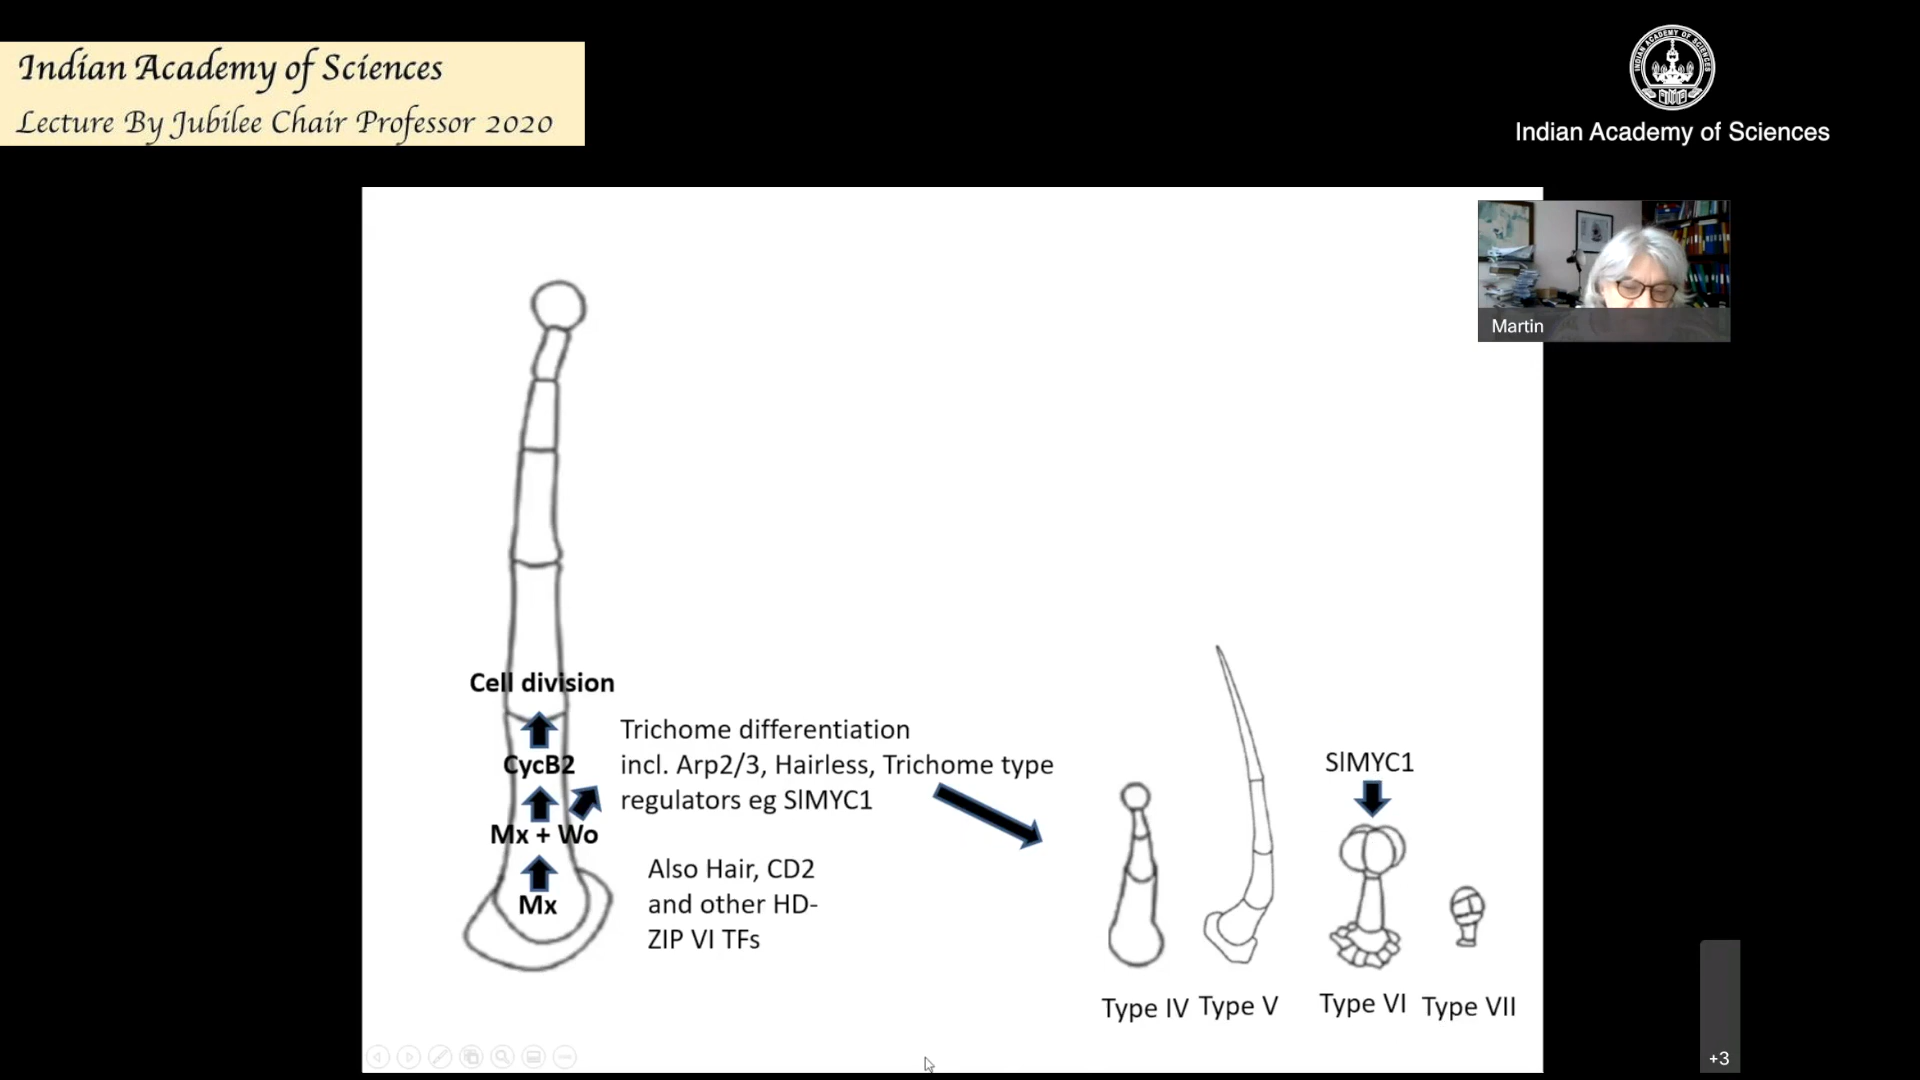 Indian Academy of Sciences
Lecture By Jubilee Chair Professor 2020
Indian Academy of Sciences
Martin
Cell division
CycB2
Mx + Wo
Mx
Trichome differentiation
incl. Arp2/3, Hairless, Trichome type
regulators eg SlMYC1
Also Hair, CD2
and other HD-
ZIP VI TFs
SlMYC1
Type IV Type V Type VI Type VII
+3